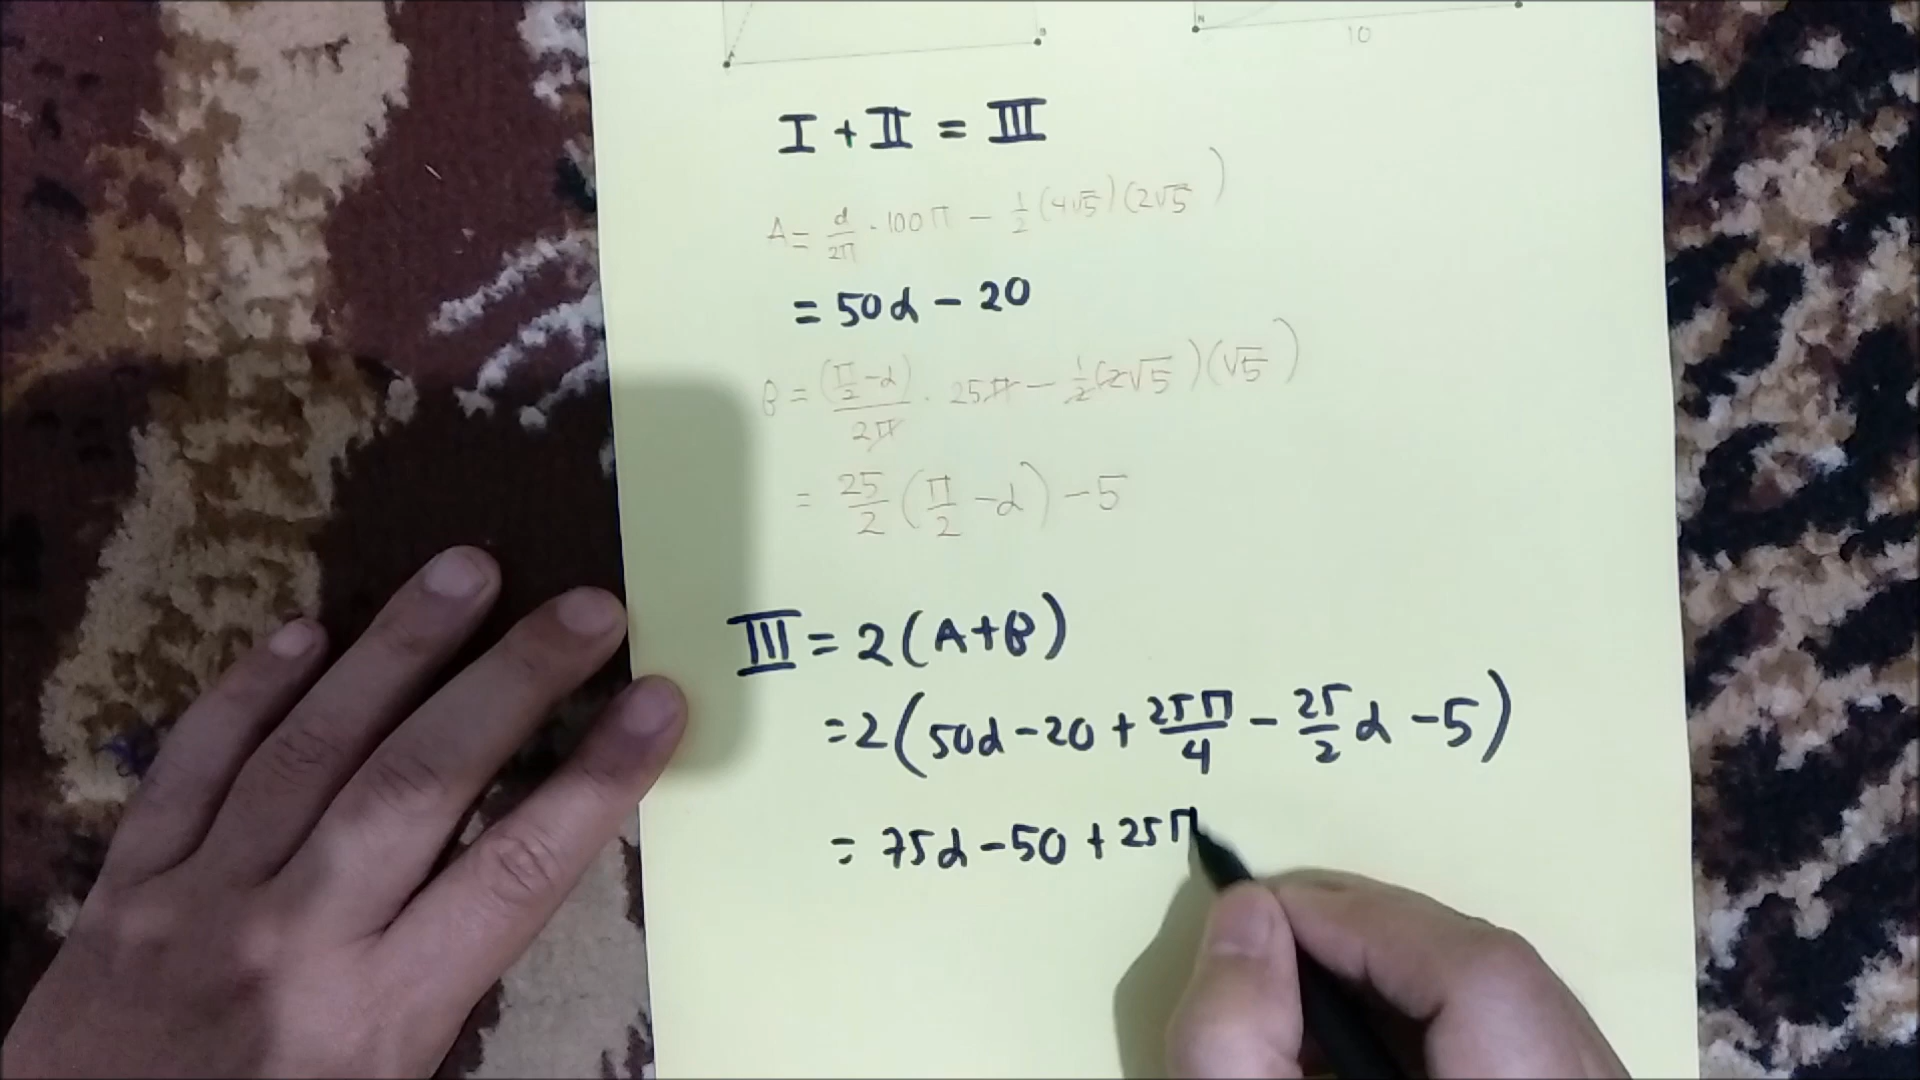 10
I + II = III
A = α/2π · 100π − 1/2 (4√5)(2√5)
= 50α − 20
B = (π/2 − α)/2π · 25π − 1/2 (2√5)(√5)
= 25/2 (π/2 − α) − 5
III = 2(A+B)
= 2(50α − 20 + 25π/4 − 25/2 α − 5)
= 75α − 50 + 25π